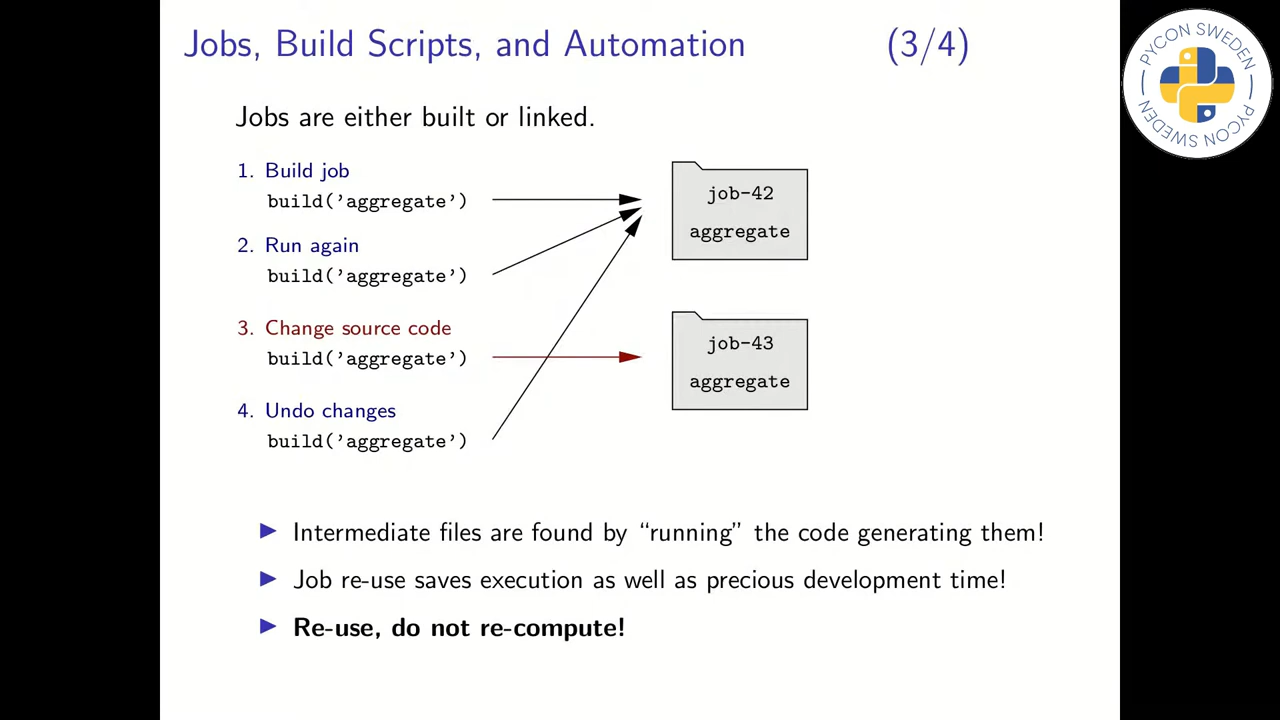 Jobs, Build Scripts, and Automation (3/4)
PYCON SWEDEN
PYCON SWEDEN
Jobs are either built or linked.
1. Build job
build('aggregate')
2. Run again
build('aggregate')
3. Change source code
build('aggregate')
4. Undo changes
build('aggregate')
job-42
aggregate
job-43
aggregate
Intermediate files are found by “running” the code generating them!
Job re-use saves execution as well as precious development time!
Re-use, do not re-compute!